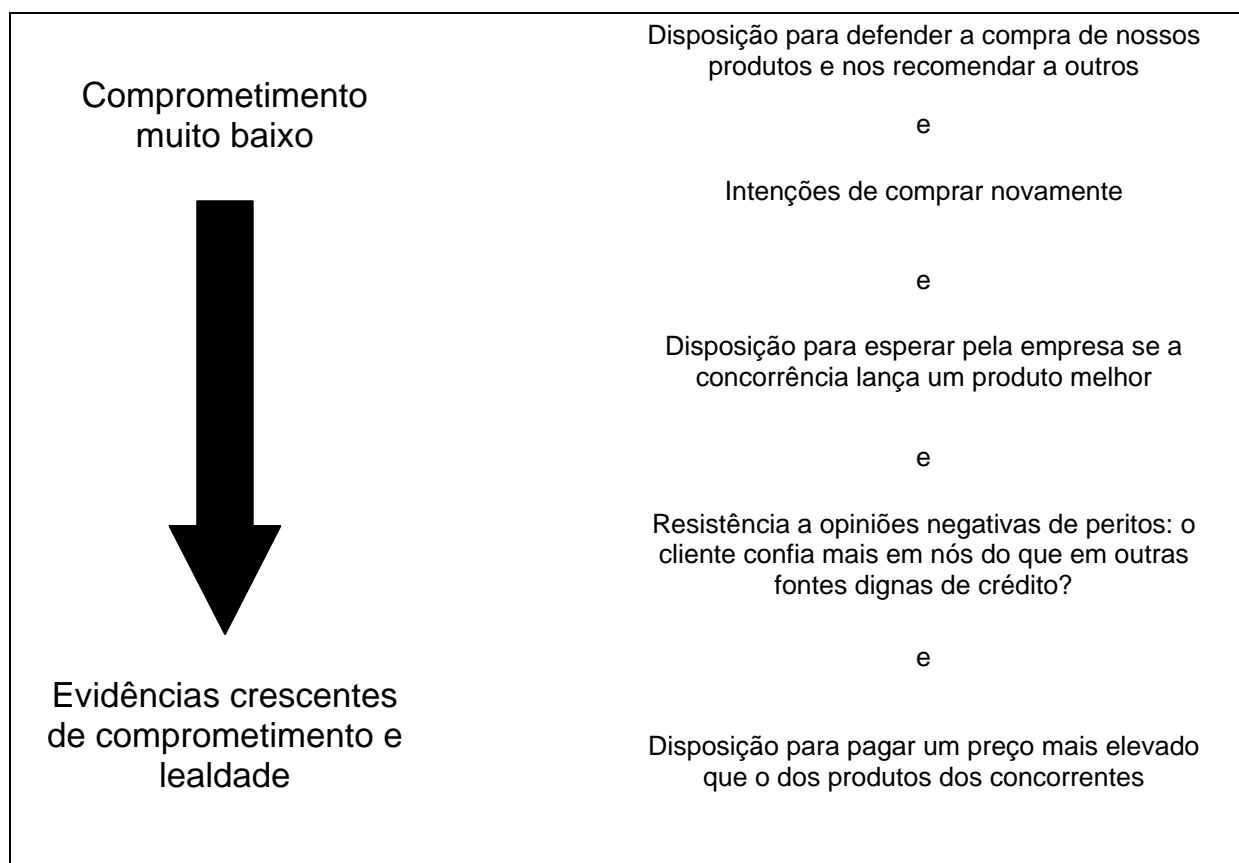 Comprometimento
muito baixo
Evidências crescentes
de comprometimento e
lealdade
Disposição para defender a compra de nossos
produtos e nos recomendar a outros
e
Intenções de comprar novamente
e
Disposição para esperar pela empresa se a
concorrência lança um produto melhor
e
Resistência a opiniões negativas de peritos: o
cliente confia mais em nós do que em outras
fontes dignas de crédito?
e
Disposição para pagar um preço mais elevado
que o dos produtos dos concorrentes